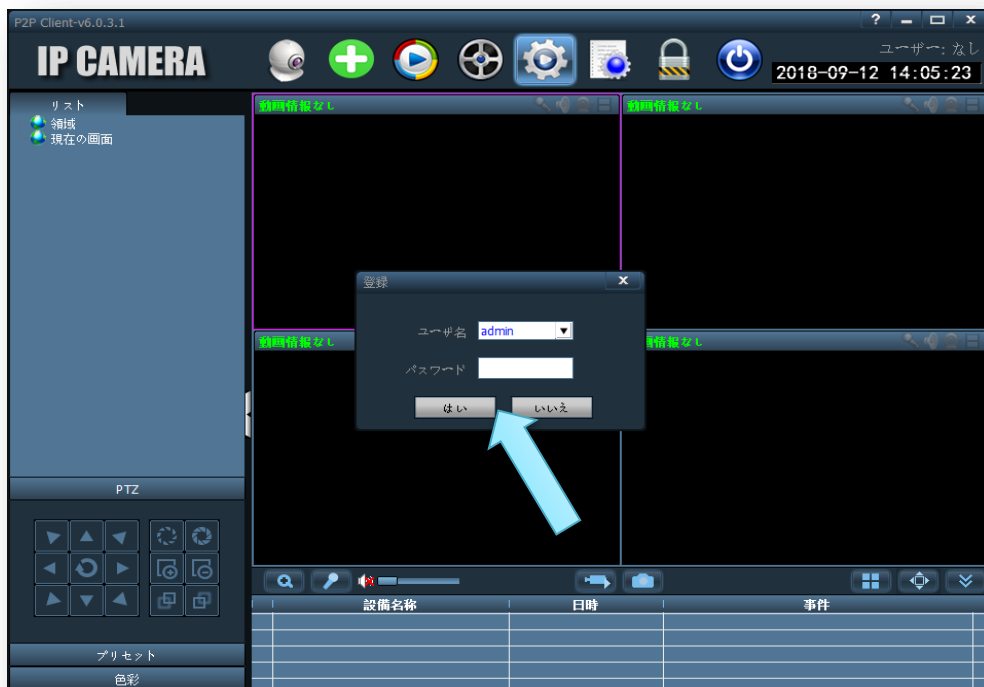 P2P Client-v6.0.3.1
IP CAMERA
ユーザー: なし
2018-09-12 14:05:23
リスト
領域
現在の画面
動画情報なし
動画情報なし
登録
ユーザ名 admin
パスワード
はい いいえ
動画情報なし
情報なし
PTZ
設備名称 日時 事件
プリセット
色彩